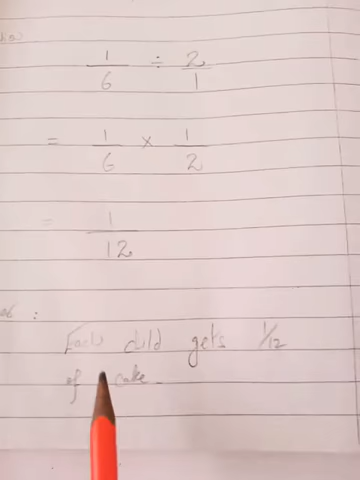 1/6 ÷ 2/1
= 1/6 × 1/2
= 1/12
:
Each child gets 1/12
of cake.